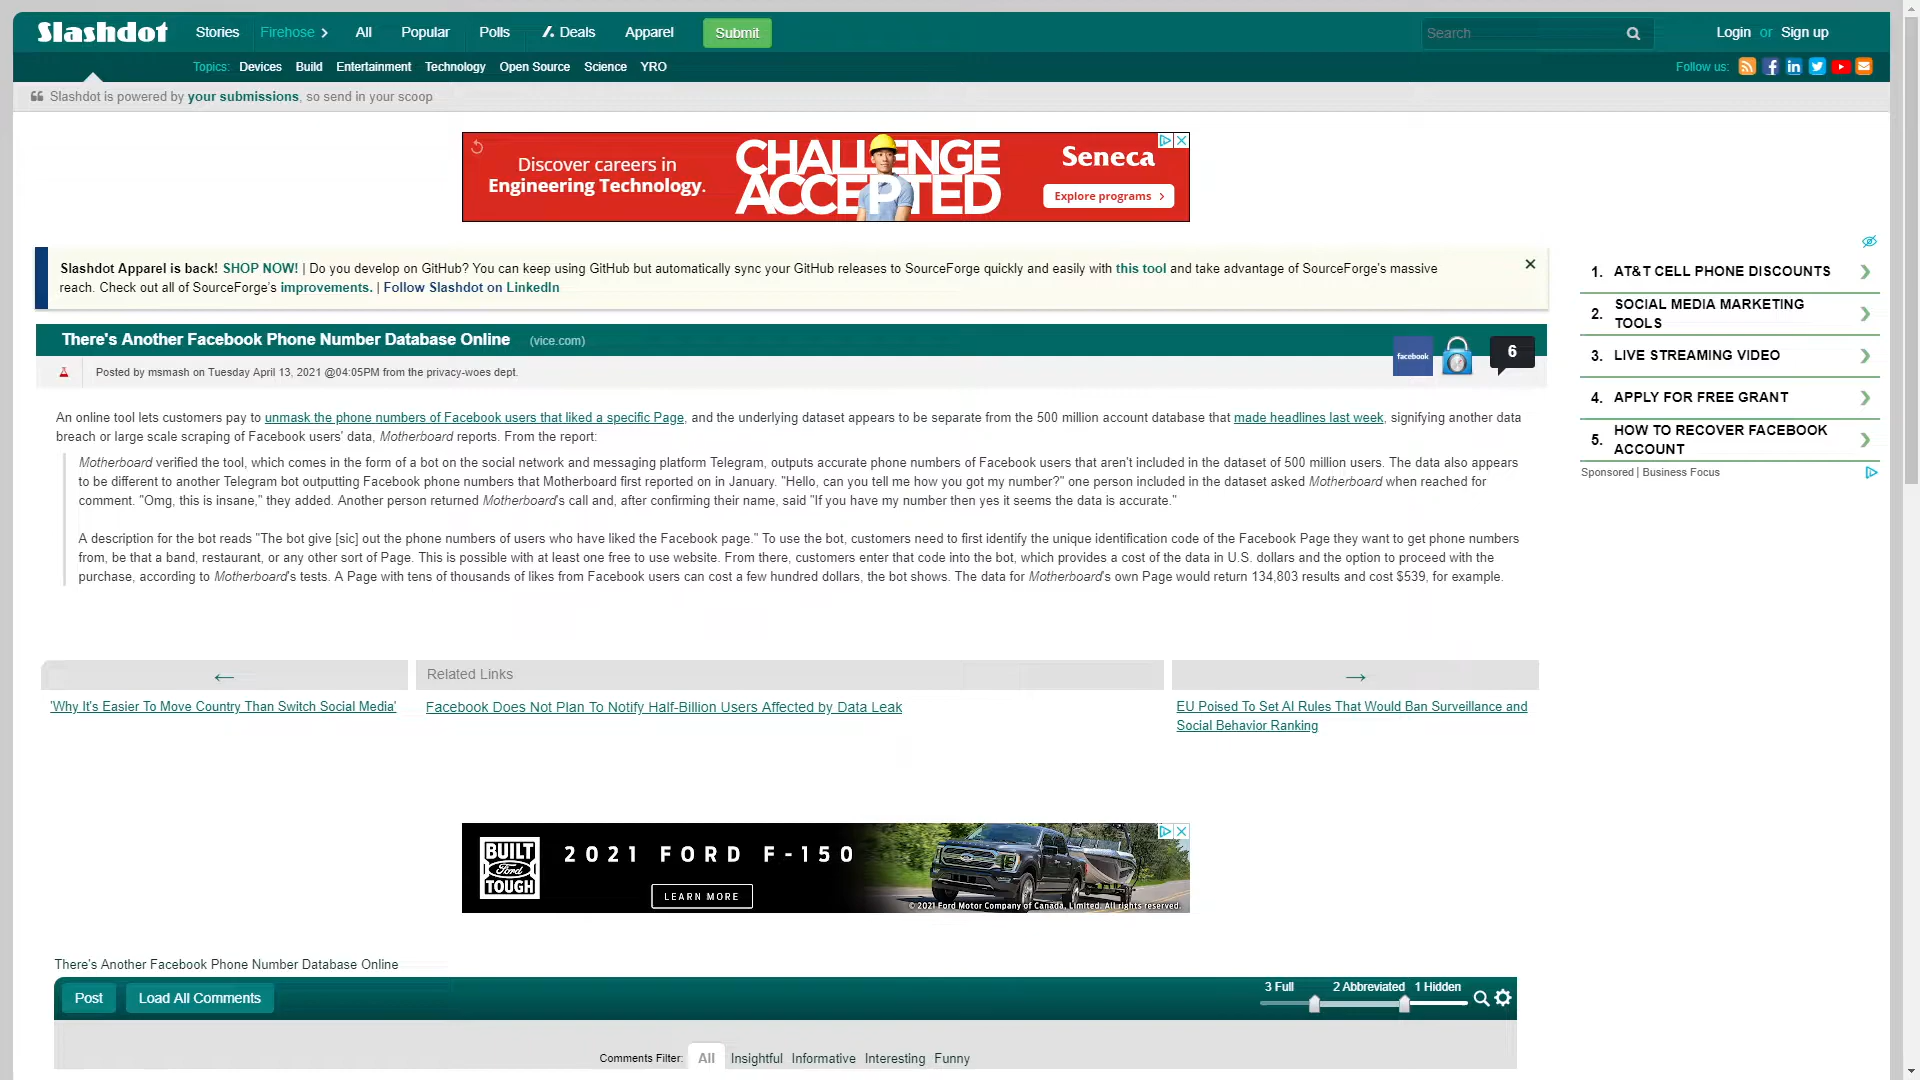 Slashdot Stories Firehose > All Popular Polls Deals Apparel Submit Search Login or Sign up
Topics: Devices Build Entertainment Technology Open Source Science YRO Follow us:
Slashdot is powered by your submissions, so send in your scoop
Discover careers in
Engineering Technology.
CHALLENGE
ACCEPTED
Seneca
Explore programs >
Slashdot Apparel is back! SHOP NOW! | Do you develop on GitHub? You can keep using GitHub but automatically sync your GitHub releases to SourceForge quickly and easily with this tool and take advantage of SourceForge's massive
reach. Check out all of SourceForge's improvements. | Follow Slashdot on LinkedIn
There's Another Facebook Phone Number Database Online (vice.com)
facebook
6
Posted by msmash on Tuesday April 13, 2021 @04:05PM from the privacy-woes dept.
An online tool lets customers pay to unmask the phone numbers of Facebook users that liked a specific Page, and the underlying dataset appears to be separate from the 500 million account database that made headlines last week, signifying another data
breach or large scale scraping of Facebook users' data, Motherboard reports. From the report:
Motherboard verified the tool, which comes in the form of a bot on the social network and messaging platform Telegram, outputs accurate phone numbers of Facebook users that aren't included in the dataset of 500 million users. The data also appears
to be different to another Telegram bot outputting Facebook phone numbers that Motherboard first reported on in January. "Hello, can you tell me how you got my number?" one person included in the dataset asked Motherboard when reached for
comment. "Omg, this is insane," they added. Another person returned Motherboard's call and, after confirming their name, said "If you have my number then yes it seems the data is accurate."
A description for the bot reads "The bot give [sic] out the phone numbers of users who have liked the Facebook page." To use the bot, customers need to first identify the unique identification code of the Facebook Page they want to get phone numbers
from, be that a band, restaurant, or any other sort of Page. This is possible with at least one free to use website. From there, customers enter that code into the bot, which provides a cost of the data in U.S. dollars and the option to proceed with the
purchase, according to Motherboard's tests. A Page with tens of thousands of likes from Facebook users can cost a few hundred dollars, the bot shows. The data for Motherboard's own Page would return 134,803 results and cost $539, for example.
1. AT&T CELL PHONE DISCOUNTS
2. SOCIAL MEDIA MARKETING
TOOLS
3. LIVE STREAMING VIDEO
4. APPLY FOR FREE GRANT
5. HOW TO RECOVER FACEBOOK
ACCOUNT
Sponsored | Business Focus
←
'Why It's Easier To Move Country Than Switch Social Media'
Related Links
Facebook Does Not Plan To Notify Half-Billion Users Affected by Data Leak
→
EU Poised To Set AI Rules That Would Ban Surveillance and
Social Behavior Ranking
BUILT
Ford
TOUGH
2021 FORD F-150
LEARN MORE
© 2021 Ford Motor Company of Canada, Limited. All rights reserved.
There's Another Facebook Phone Number Database Online
Post Load All Comments 3 Full 2 Abbreviated 1 Hidden
Comments Filter: All Insightful Informative Interesting Funny